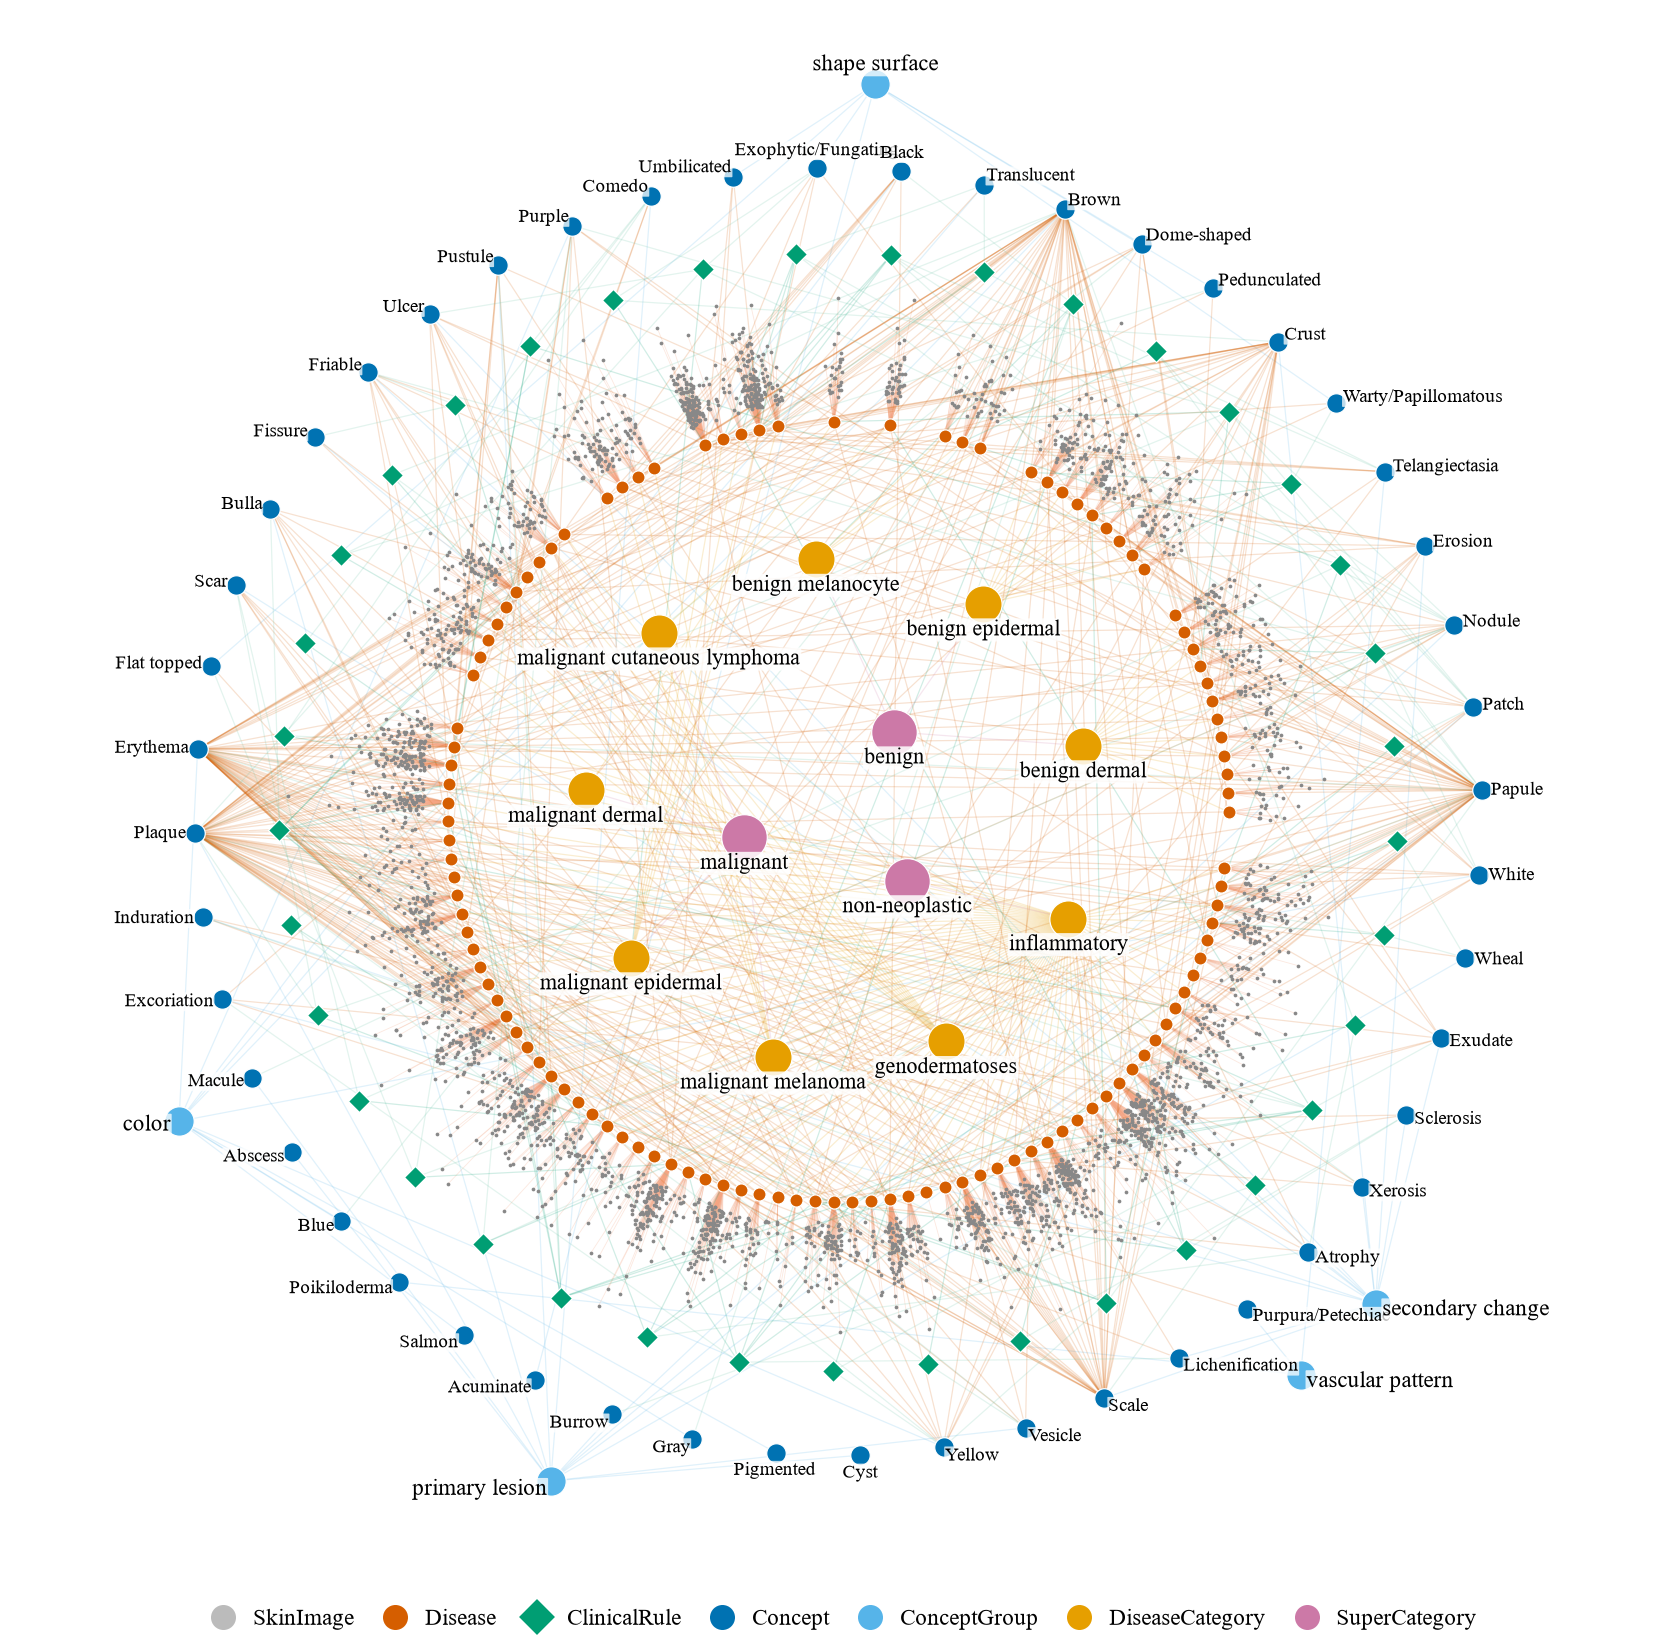 shape surface
Exophytic/Fungati
Black
Umbilicated
Translucent
Comedo
Brown
Purple
Dome-shaped
Pustule
Pedunculated
Ulcer
Crust
Friable
Warty/Papillomatous
Fissure
Telangiectasia
Bulla
Erosion
benign melanocyte
Scar
benign epidermal
Nodule
malignant cutaneous lymphoma
Flat topped
Patch
Erythema
benign
benign dermal
Papule
malignant dermal
Plaque
malignant
White
non-neoplastic
Induration
inflammatory
Wheal
malignant epidermal
Excoriation
Exudate
genodermatoses
Macule
malignant melanoma
color
Sclerosis
Abscess
Xerosis
Blue
Atrophy
Poikiloderma
Purpura/Petechiae
secondary change
Salmon
Lichenification
vascular pattern
Acuminate
Scale
Burrow
Vesicle
Gray
Yellow
Pigmented
Cyst
primary lesion
SkinImage
Disease
ClinicalRule
Concept
ConceptGroup
DiseaseCategory
SuperCategory